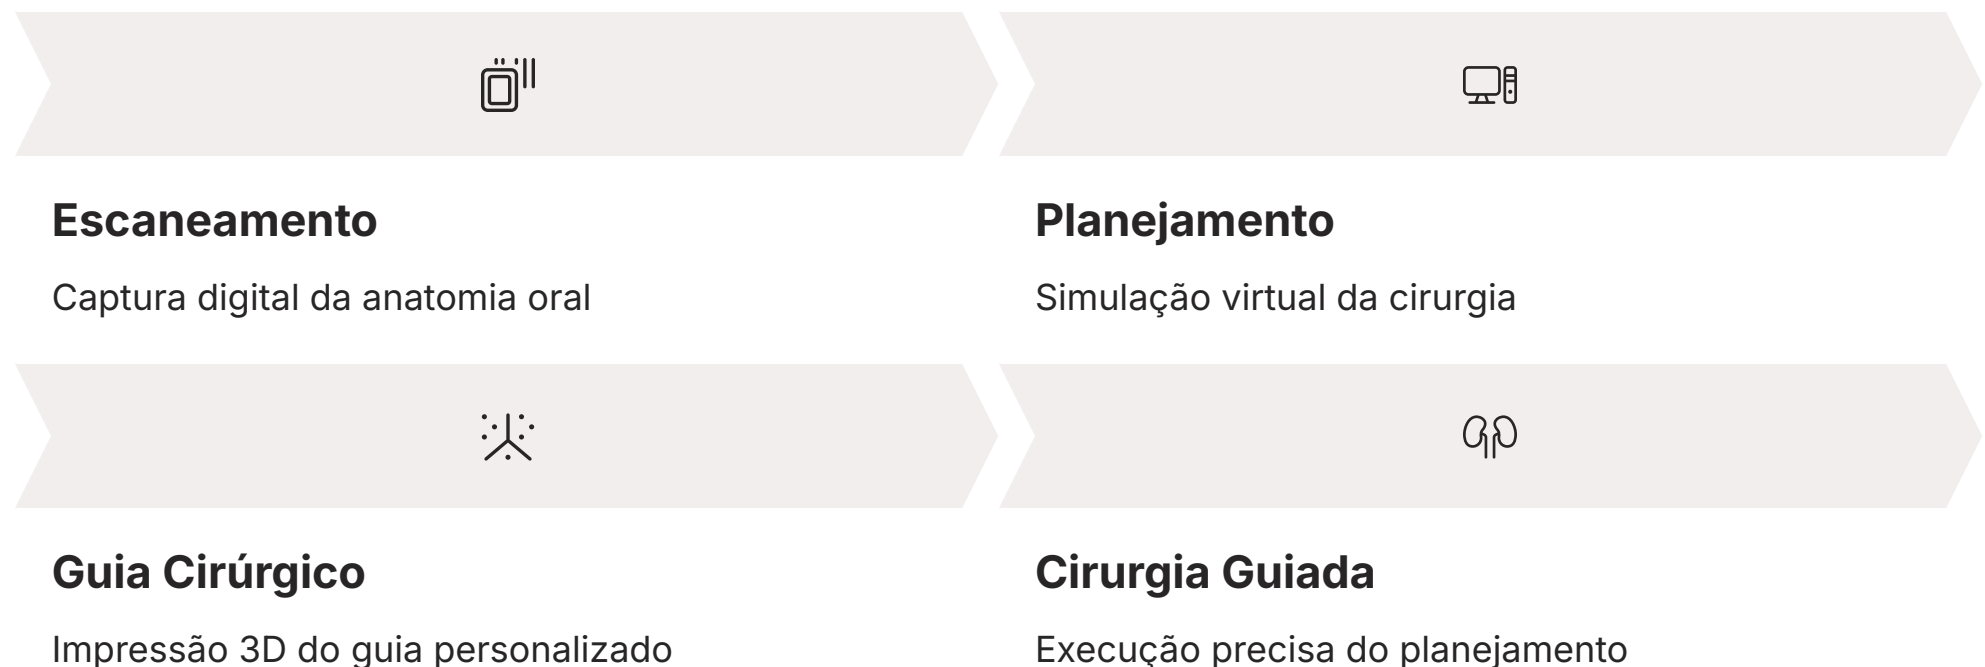 Escaneamento
Captura digital da anatomia oral
Planejamento
Simulação virtual da cirurgia
Guia Cirúrgico
Impressão 3D do guia personalizado
Cirurgia Guiada
Execução precisa do planejamento